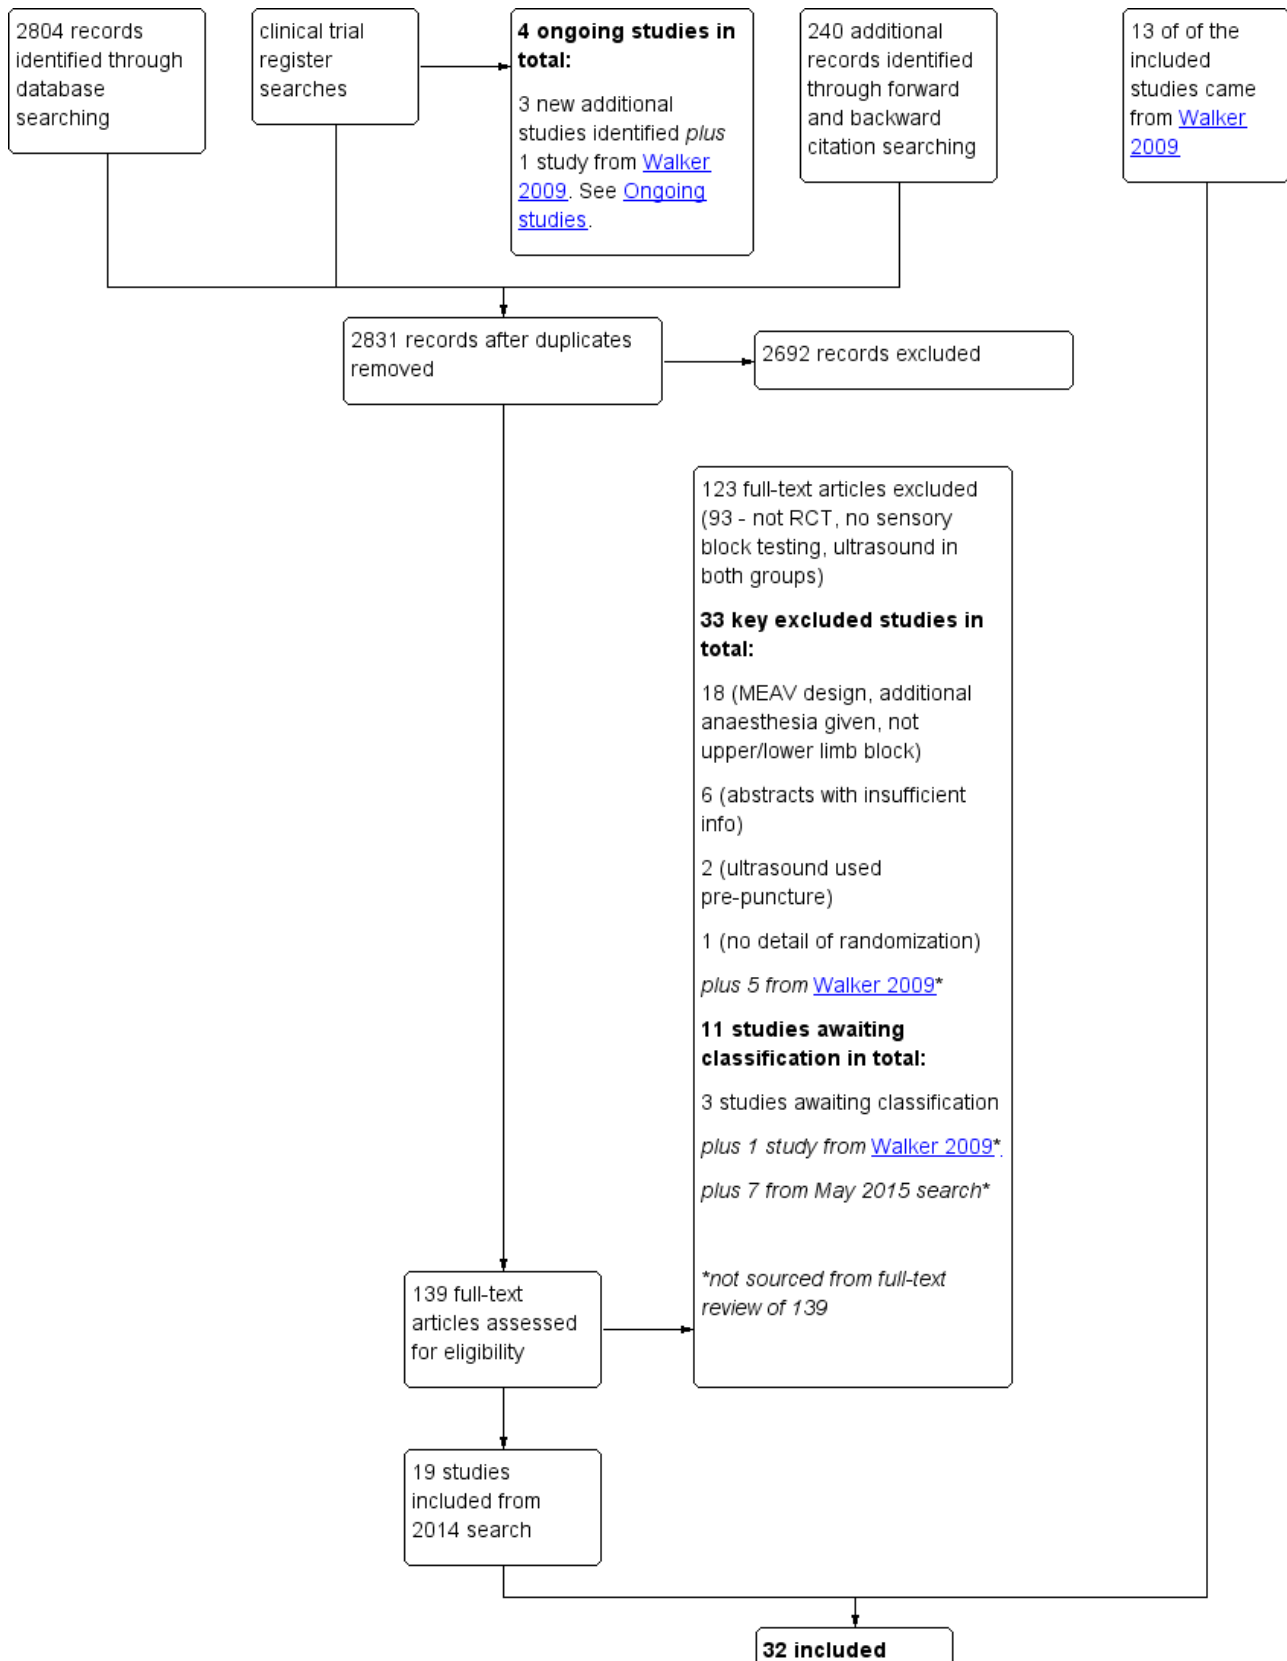 2804 records
identified through
database
searching
clinical trial
register
searches
4 ongoing studies in
total:
3 new additional
studies identified plus
1 study from Walker
2009. See Ongoing
studies.
240 additional
records identified
through forward
and backward
citation searching
13 of of the
included
studies came
from Walker
2009
2831 records after duplicates
removed
2692 records excluded
123 full-text articles excluded
(93 - not RCT, no sensory
block testing, ultrasound in
both groups)
33 key excluded studies in
total:
18 (MEAV design, additional
anaesthesia given, not
upper/lower limb block)
6 (abstracts with insufficient
info)
2 (ultrasound used
pre-puncture)
1 (no detail of randomization)
plus 5 from Walker 2009*
11 studies awaiting
classification in total:
3 studies awaiting classification
plus 1 study from Walker 2009*.
plus 7 from May 2015 search*
*not sourced from full-text
review of 139
139 full-text
articles assessed
for eligibility
19 studies
included from
2014 search
32 included